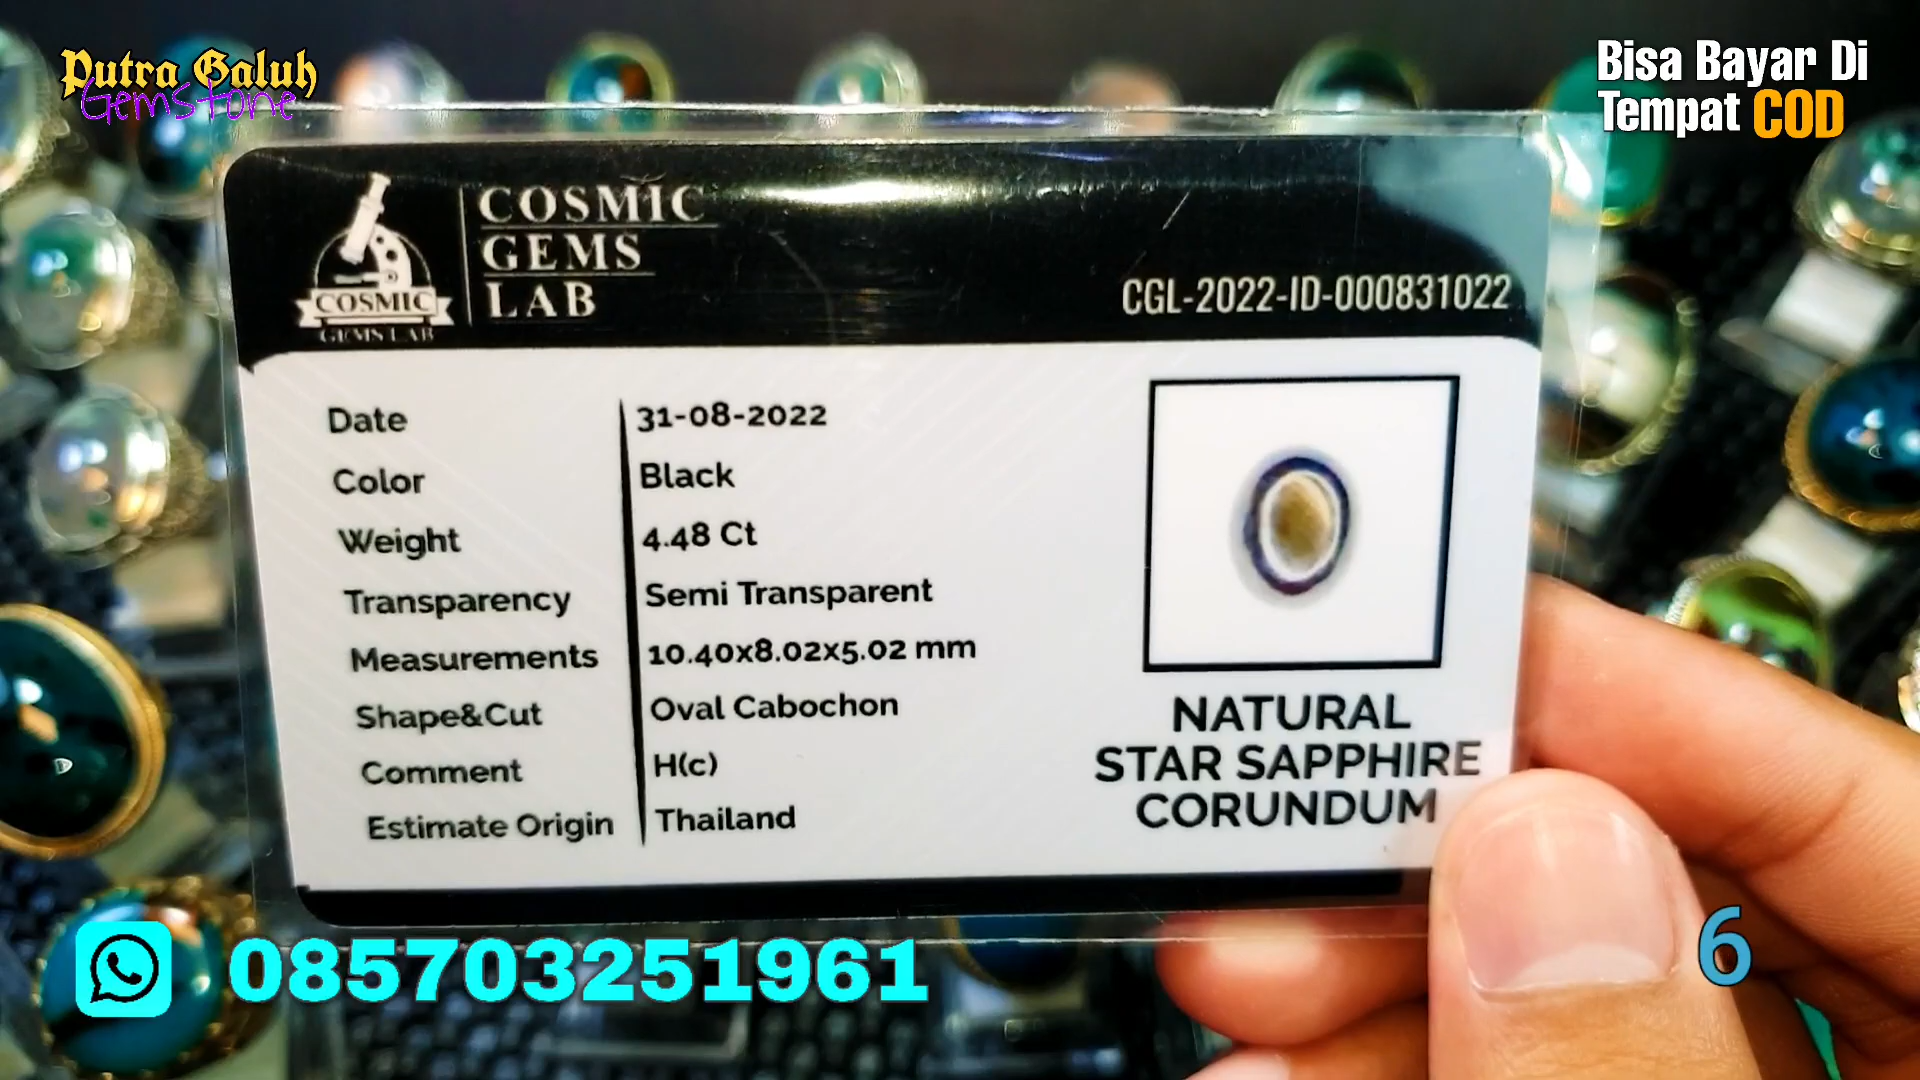 Putra Galuh
GemStone
Bisa Bayar Di
Tempat COD
COSMIC
GEMS
LAB
COSMIC
GEMS LAB
CGL-2022-ID-000831022
Date 31-08-2022
Color Black
Weight 4.48 Ct
Transparency Semi Transparent
Measurements 10.40x8.02x5.02 mm
Shape&Cut Oval Cabochon
Comment H(c)
Estimate Origin Thailand
NATURAL
STAR SAPPHIRE
CORUNDUM
085703251961
6